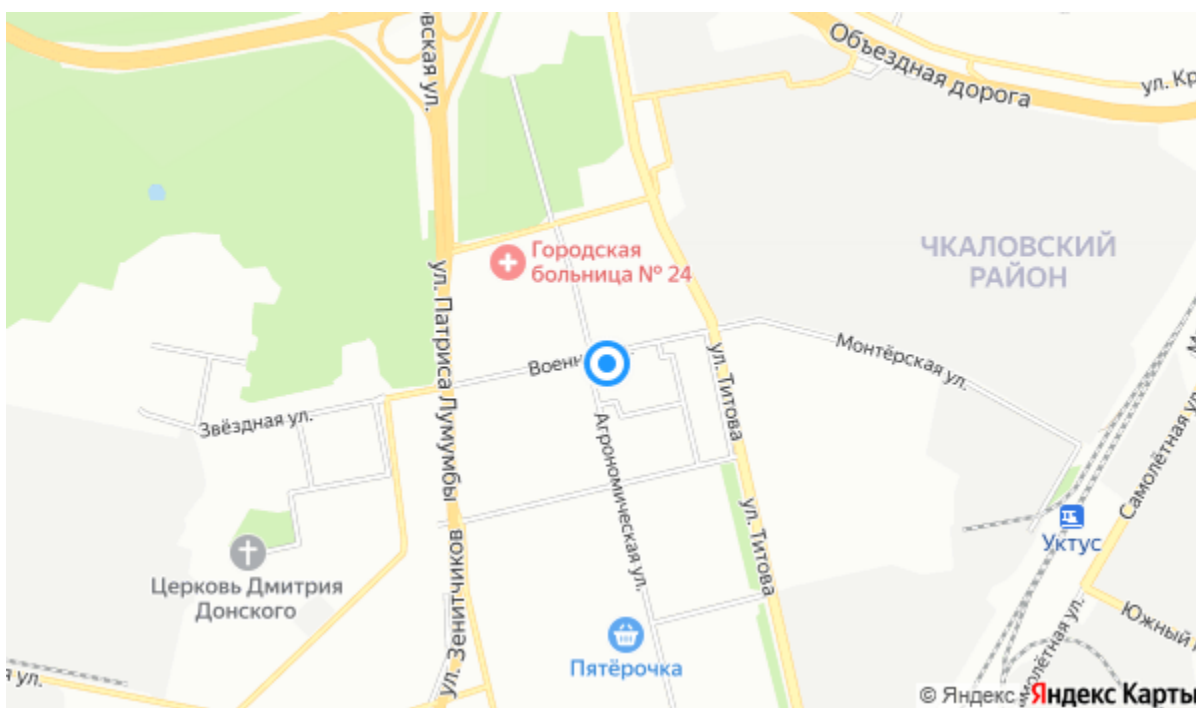 вская ул.
Объездная дорога
ул. Кр
Городская
больница № 24
ЧКАЛОВСКИЙ
РАЙОН
ул. Патриса Лумумбы
Военн
ул. Титова
Монтёрская ул.
Звёздная ул.
Агрономическая ул.
Самолётная ул.
ул. Титова
Уктус
Церковь Дмитрия
Донского
ул. Зенитчиков
Пятёрочка
Южный
молётная ул.
я ул.
© Яндекс Яндекс Карты